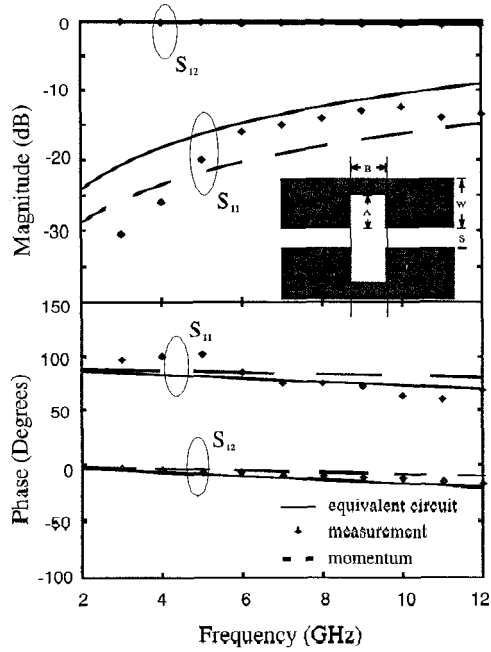 0
-10
-20
-30
Magnitude (dB)
S₁₂
S₁₁
B
A
W
S
150
100
50
0
-50
-100
Phase (Degrees)
S₁₁
S₁₂
equivalent circuit
measurement
momentum
2 4 6 8 10 12
Frequency (GHz)